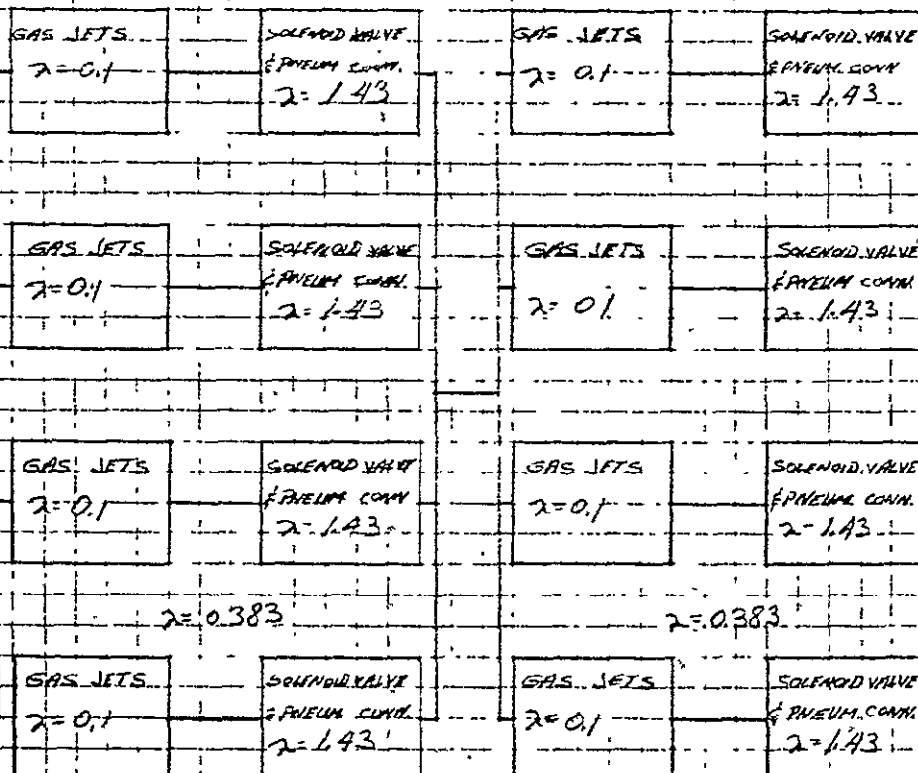 GAS JETS
λ=0.1
SOLENOID VALVE
& PNEUM. CONN.
λ= 1.43
GAS JETS
λ= 0.1
SOLENOID VALVE
& PNEUM. CONN
λ= 1.43
GAS JETS
λ=0.1
SOLENOID VALVE
& PNEUM CONN.
λ= 1.43
GAS JETS
λ= 0.1
SOLENOID VALVE
& PNEUM CONN.
λ= 1.43
GAS JETS
λ=0.1
SOLENOID VALVE
& PNEUM CONN
λ= 1.43
GAS JETS
λ=0.1
SOLENOID VALVE
& PNEUM. CONN.
λ= 1.43
λ= 0.383
λ= 0.383
GAS JETS
λ=0.1
SOLENOID VALVE
& PNEUM CONN.
λ= 1.43
GAS JETS
λ=0.1
SOLENOID VALVE
& PNEUM. CONN.
λ= 1.43